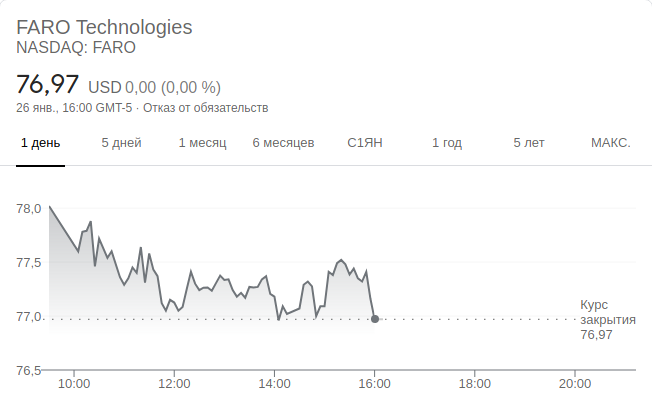 FARO Technologies
NASDAQ: FARO
76,97 USD 0,00 (0,00 %)
26 янв., 16:00 GMT-5 · Отказ от обязательств
1 день 5 дней 1 месяц 6 месяцев С1ЯН 1 год 5 лет МАКС.
78,0
77,5
77,0
76,5
Курс
закрытия
76,97
10:00 12:00 14:00 16:00 18:00 20:00